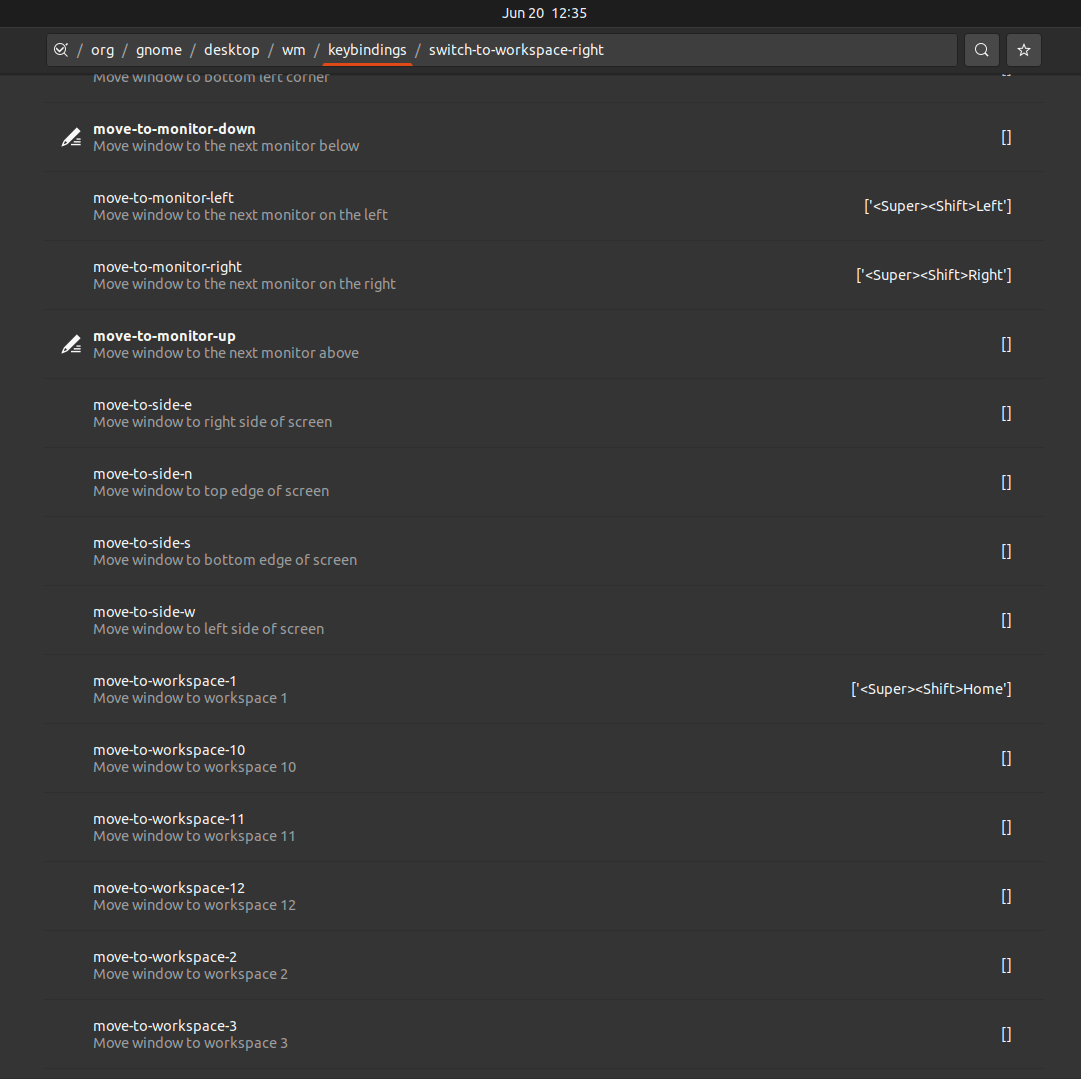 Jun 20 12:35
/ org / gnome / desktop / wm / keybindings / switch-to-workspace-right
Move window to bottom left corner
[]
move-to-monitor-down
Move window to the next monitor below
[]
move-to-monitor-left
Move window to the next monitor on the left
['<Super><Shift>Left']
move-to-monitor-right
Move window to the next monitor on the right
['<Super><Shift>Right']
move-to-monitor-up
Move window to the next monitor above
[]
move-to-side-e
Move window to right side of screen
[]
move-to-side-n
Move window to top edge of screen
[]
move-to-side-s
Move window to bottom edge of screen
[]
move-to-side-w
Move window to left side of screen
[]
move-to-workspace-1
Move window to workspace 1
['<Super><Shift>Home']
move-to-workspace-10
Move window to workspace 10
[]
move-to-workspace-11
Move window to workspace 11
[]
move-to-workspace-12
Move window to workspace 12
[]
move-to-workspace-2
Move window to workspace 2
[]
move-to-workspace-3
Move window to workspace 3
[]